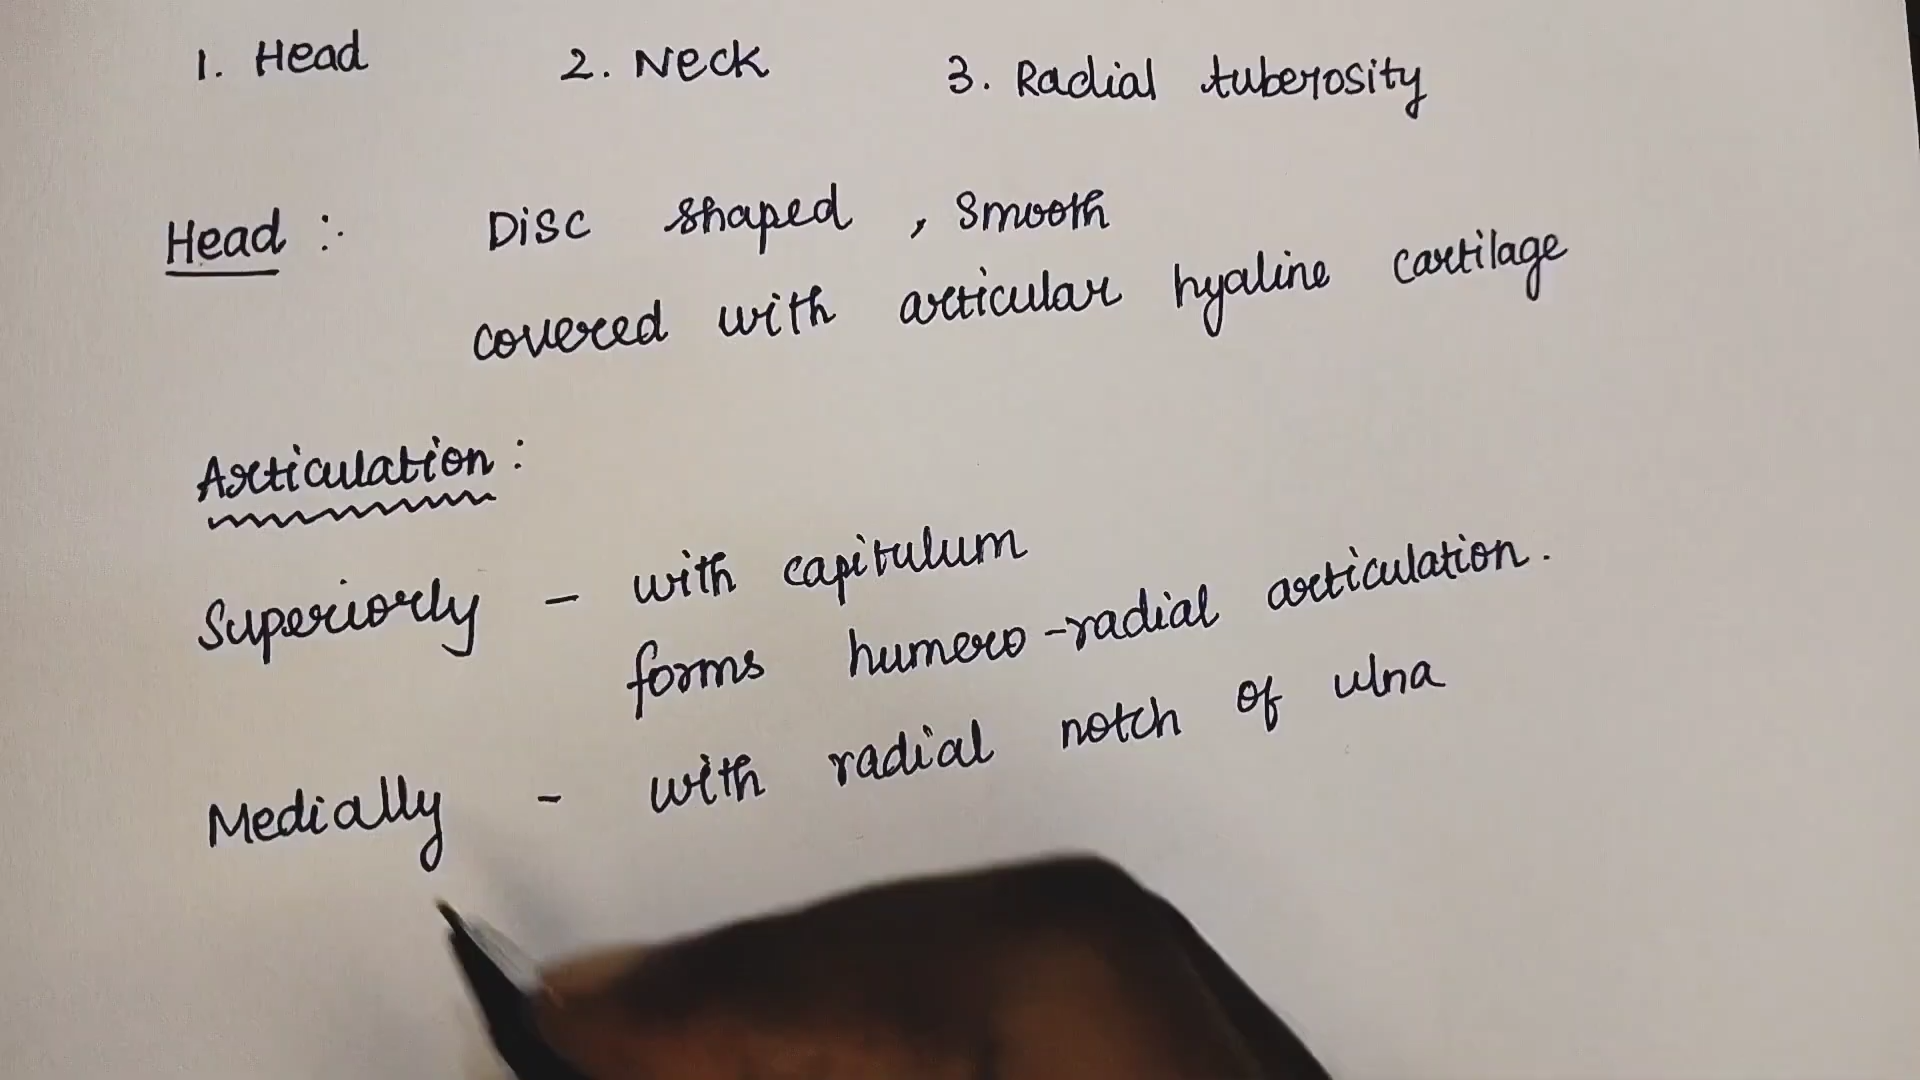 1. Head 2. Neck 3. Radial tuberosity
Head :- Disc shaped , smooth
covered with articular hyaline cartilage
Articulation :
Superiorly - with capitulum
forms humero-radial articulation.
Medially - with radial notch of ulna